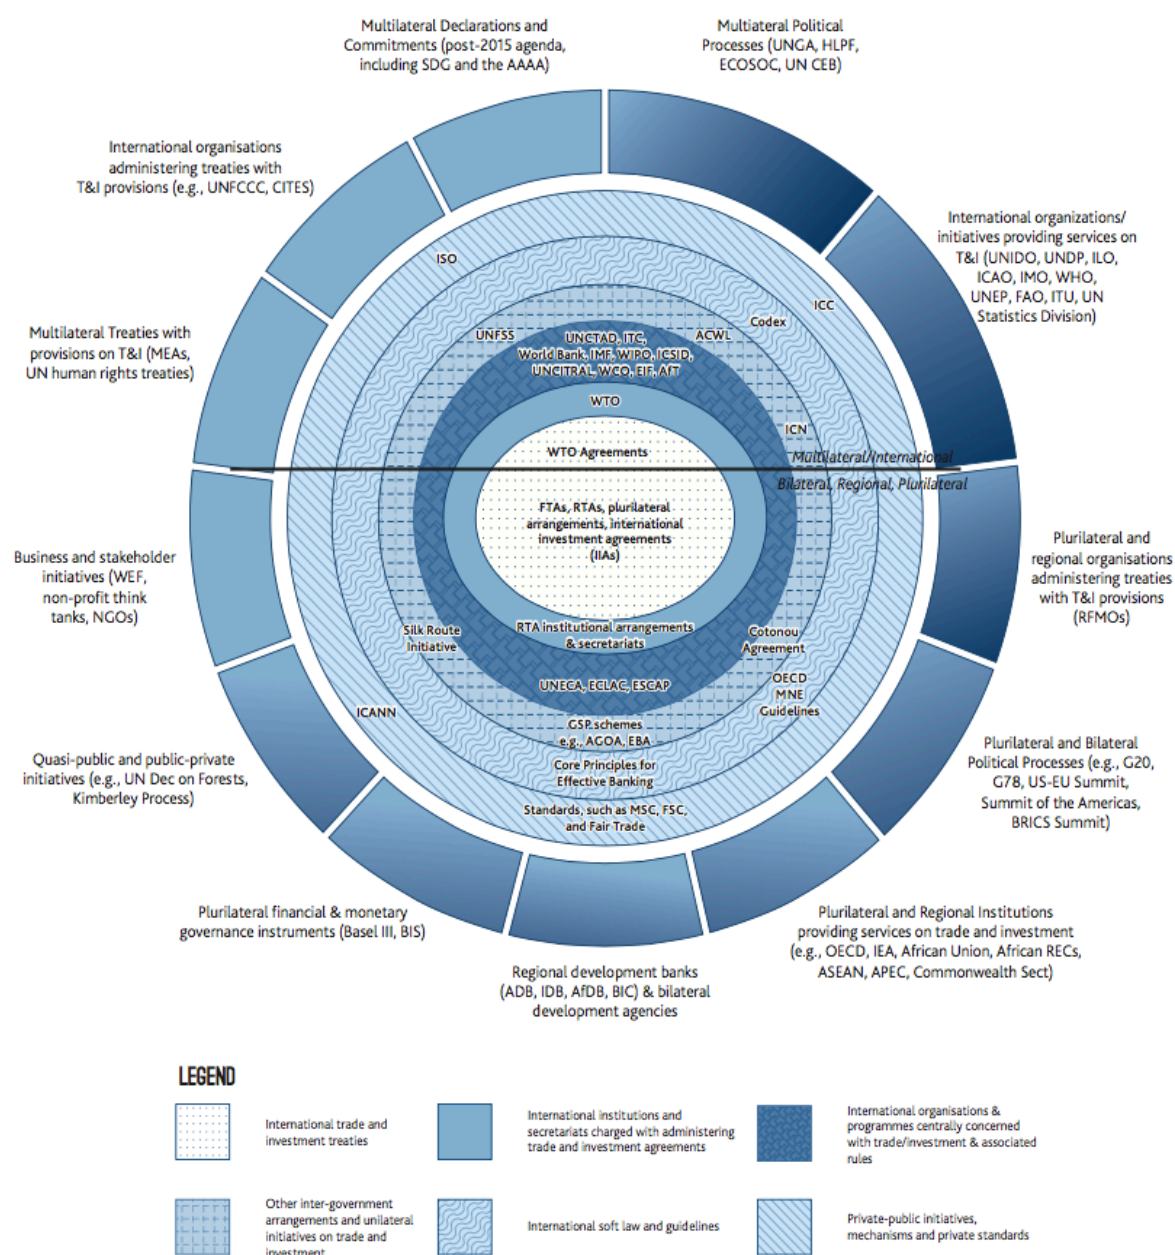 Multilateral Declarations and
Commitments (post-2015 agenda,
including SDG and the AAAA)
Multiateral Political
Processes (UNGA, HLPF,
ECOSOC, UN CEB)
International organisations
administering treaties with
T&I provisions (e.g., UNFCCC, CITES)
International organizations/
initiatives providing services on
T&I (UNIDO, UNDP, ILO,
ICAO, IMO, WHO,
UNEP, FAO, ITU, UN
Statistics Division)
Multilateral Treaties with
provisions on T&I (MEAs,
UN human rights treaties)
ISO
ICC
Codex
UNFSS
ACWL
UNCTAD, ITC,
World Bank, IMF, WIPO, ICSID,
UNCITRAL, WCO, EIF, AfT
WTO
ICN
WTO Agreements
Multilateral/International
Bilateral, Regional, Plurilateral
FTAs, RTAs, plurilateral
arrangements, international
investment agreements
(IIAs)
Business and stakeholder
initiatives (WEF,
non-profit think
tanks, NGOs)
Plurilateral and
regional organisations
administering treaties
with T&I provisions
(RFMOs)
Silk Route
Initiative
RTA institutional arrangements
& secretariats
Cotonou
Agreement
UNECA, ECLAC, ESCAP
OECD
MNE
Guidelines
ICANN
GSP schemes
e.g., AGOA, EBA
Core Principles for
Effective Banking
Standards, such as MSC, FSC,
and Fair Trade
Quasi-public and public-private
initiatives (e.g., UN Dec on Forests,
Kimberley Process)
Plurilateral and Bilateral
Political Processes (e.g., G20,
G78, US-EU Summit,
Summit of the Americas,
BRICS Summit)
Plurilateral financial & monetary
governance instruments (Basel III, BIS)
Plurilateral and Regional Institutions
providing services on trade and investment
(e.g., OECD, IEA, African Union, African RECs,
ASEAN, APEC, Commonwealth Sect)
Regional development banks
(ADB, IDB, AfDB, BIC) & bilateral
development agencies
LEGEND
International trade and
investment treaties
International institutions and
secretariats charged with administering
trade and investment agreements
International organisations &
programmes centrally concerned
with trade/investment & associated
rules
Other inter-government
arrangements and unilateral
initiatives on trade and
investment
International soft law and guidelines
Private-public initiatives,
mechanisms and private standards